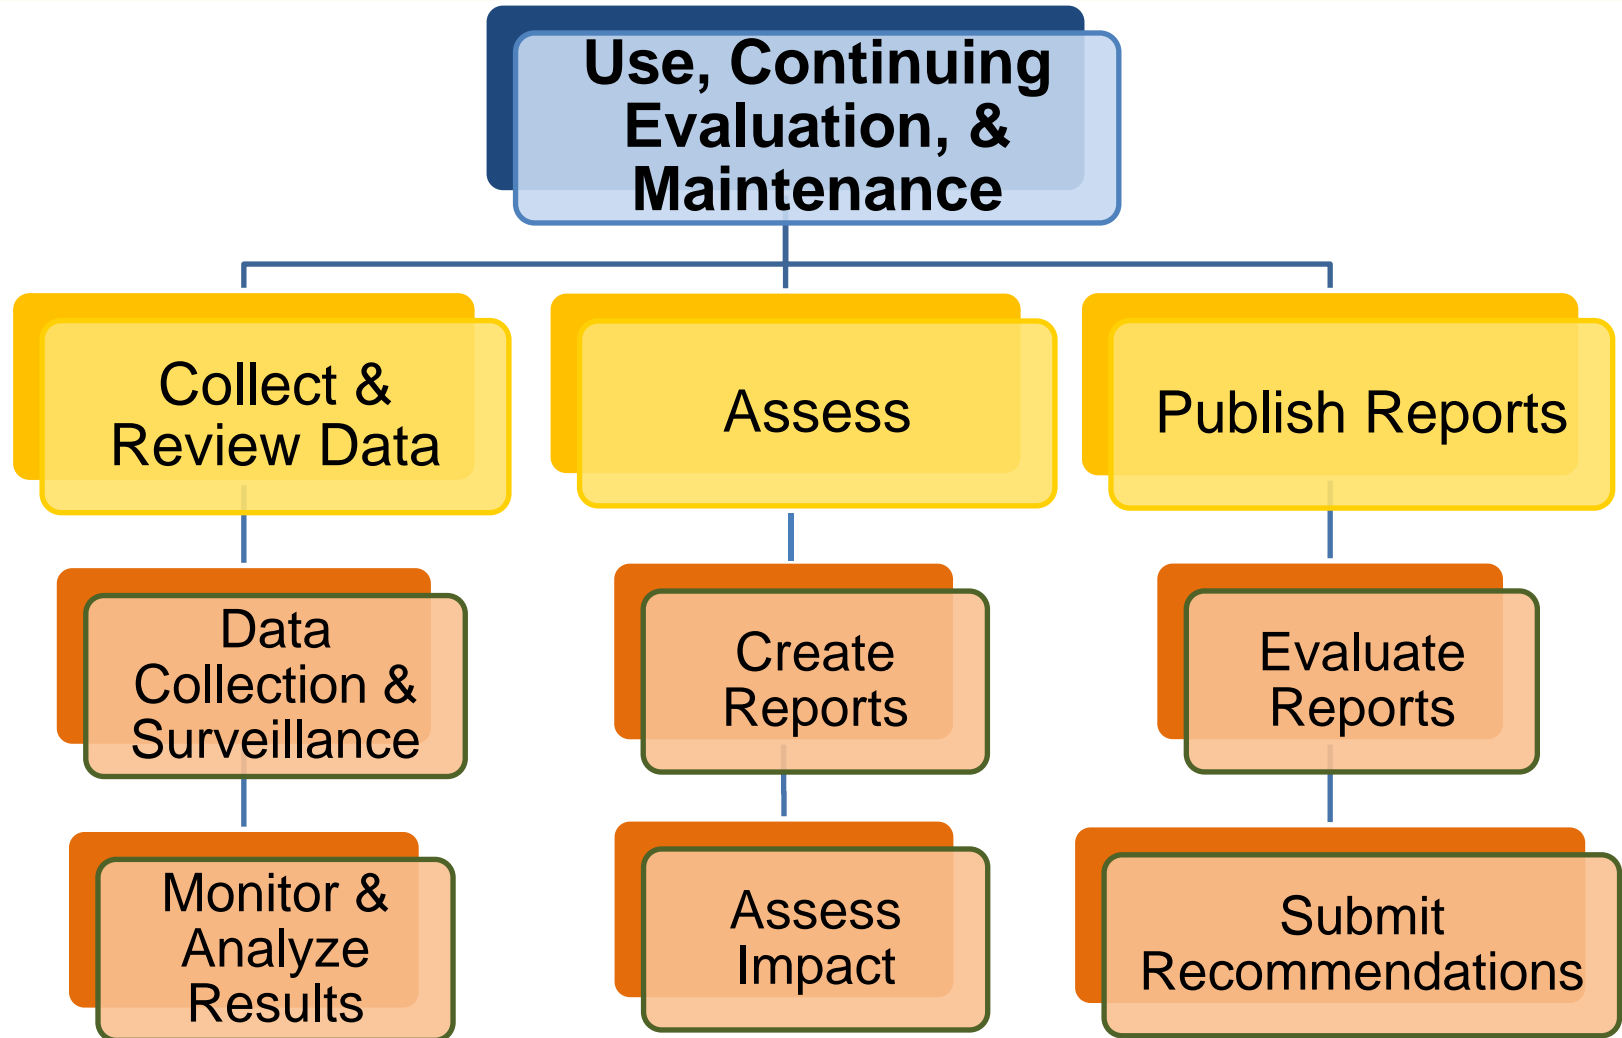 Use, Continuing
Evaluation, &
Maintenance
Collect &
Review Data
Assess
Publish Reports
Data
Collection &
Surveillance
Create
Reports
Evaluate
Reports
Monitor &
Analyze
Results
Assess
Impact
Submit
Recommendations